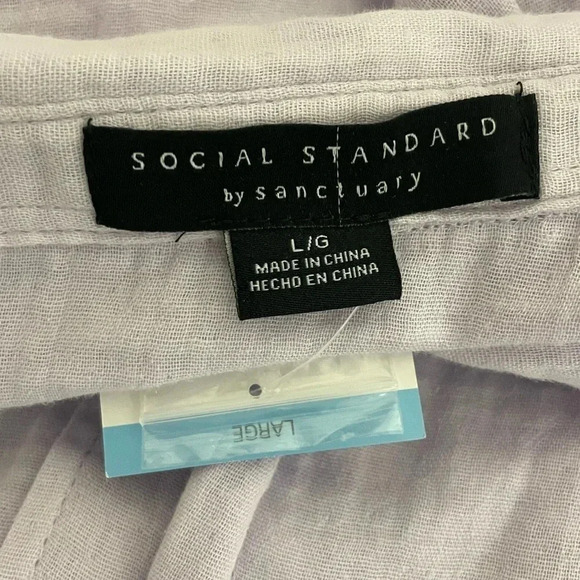 SOCIAL STANDARD
by sanctuary
L/G
MADE IN CHINA
HECHO EN CHINA
LARGE